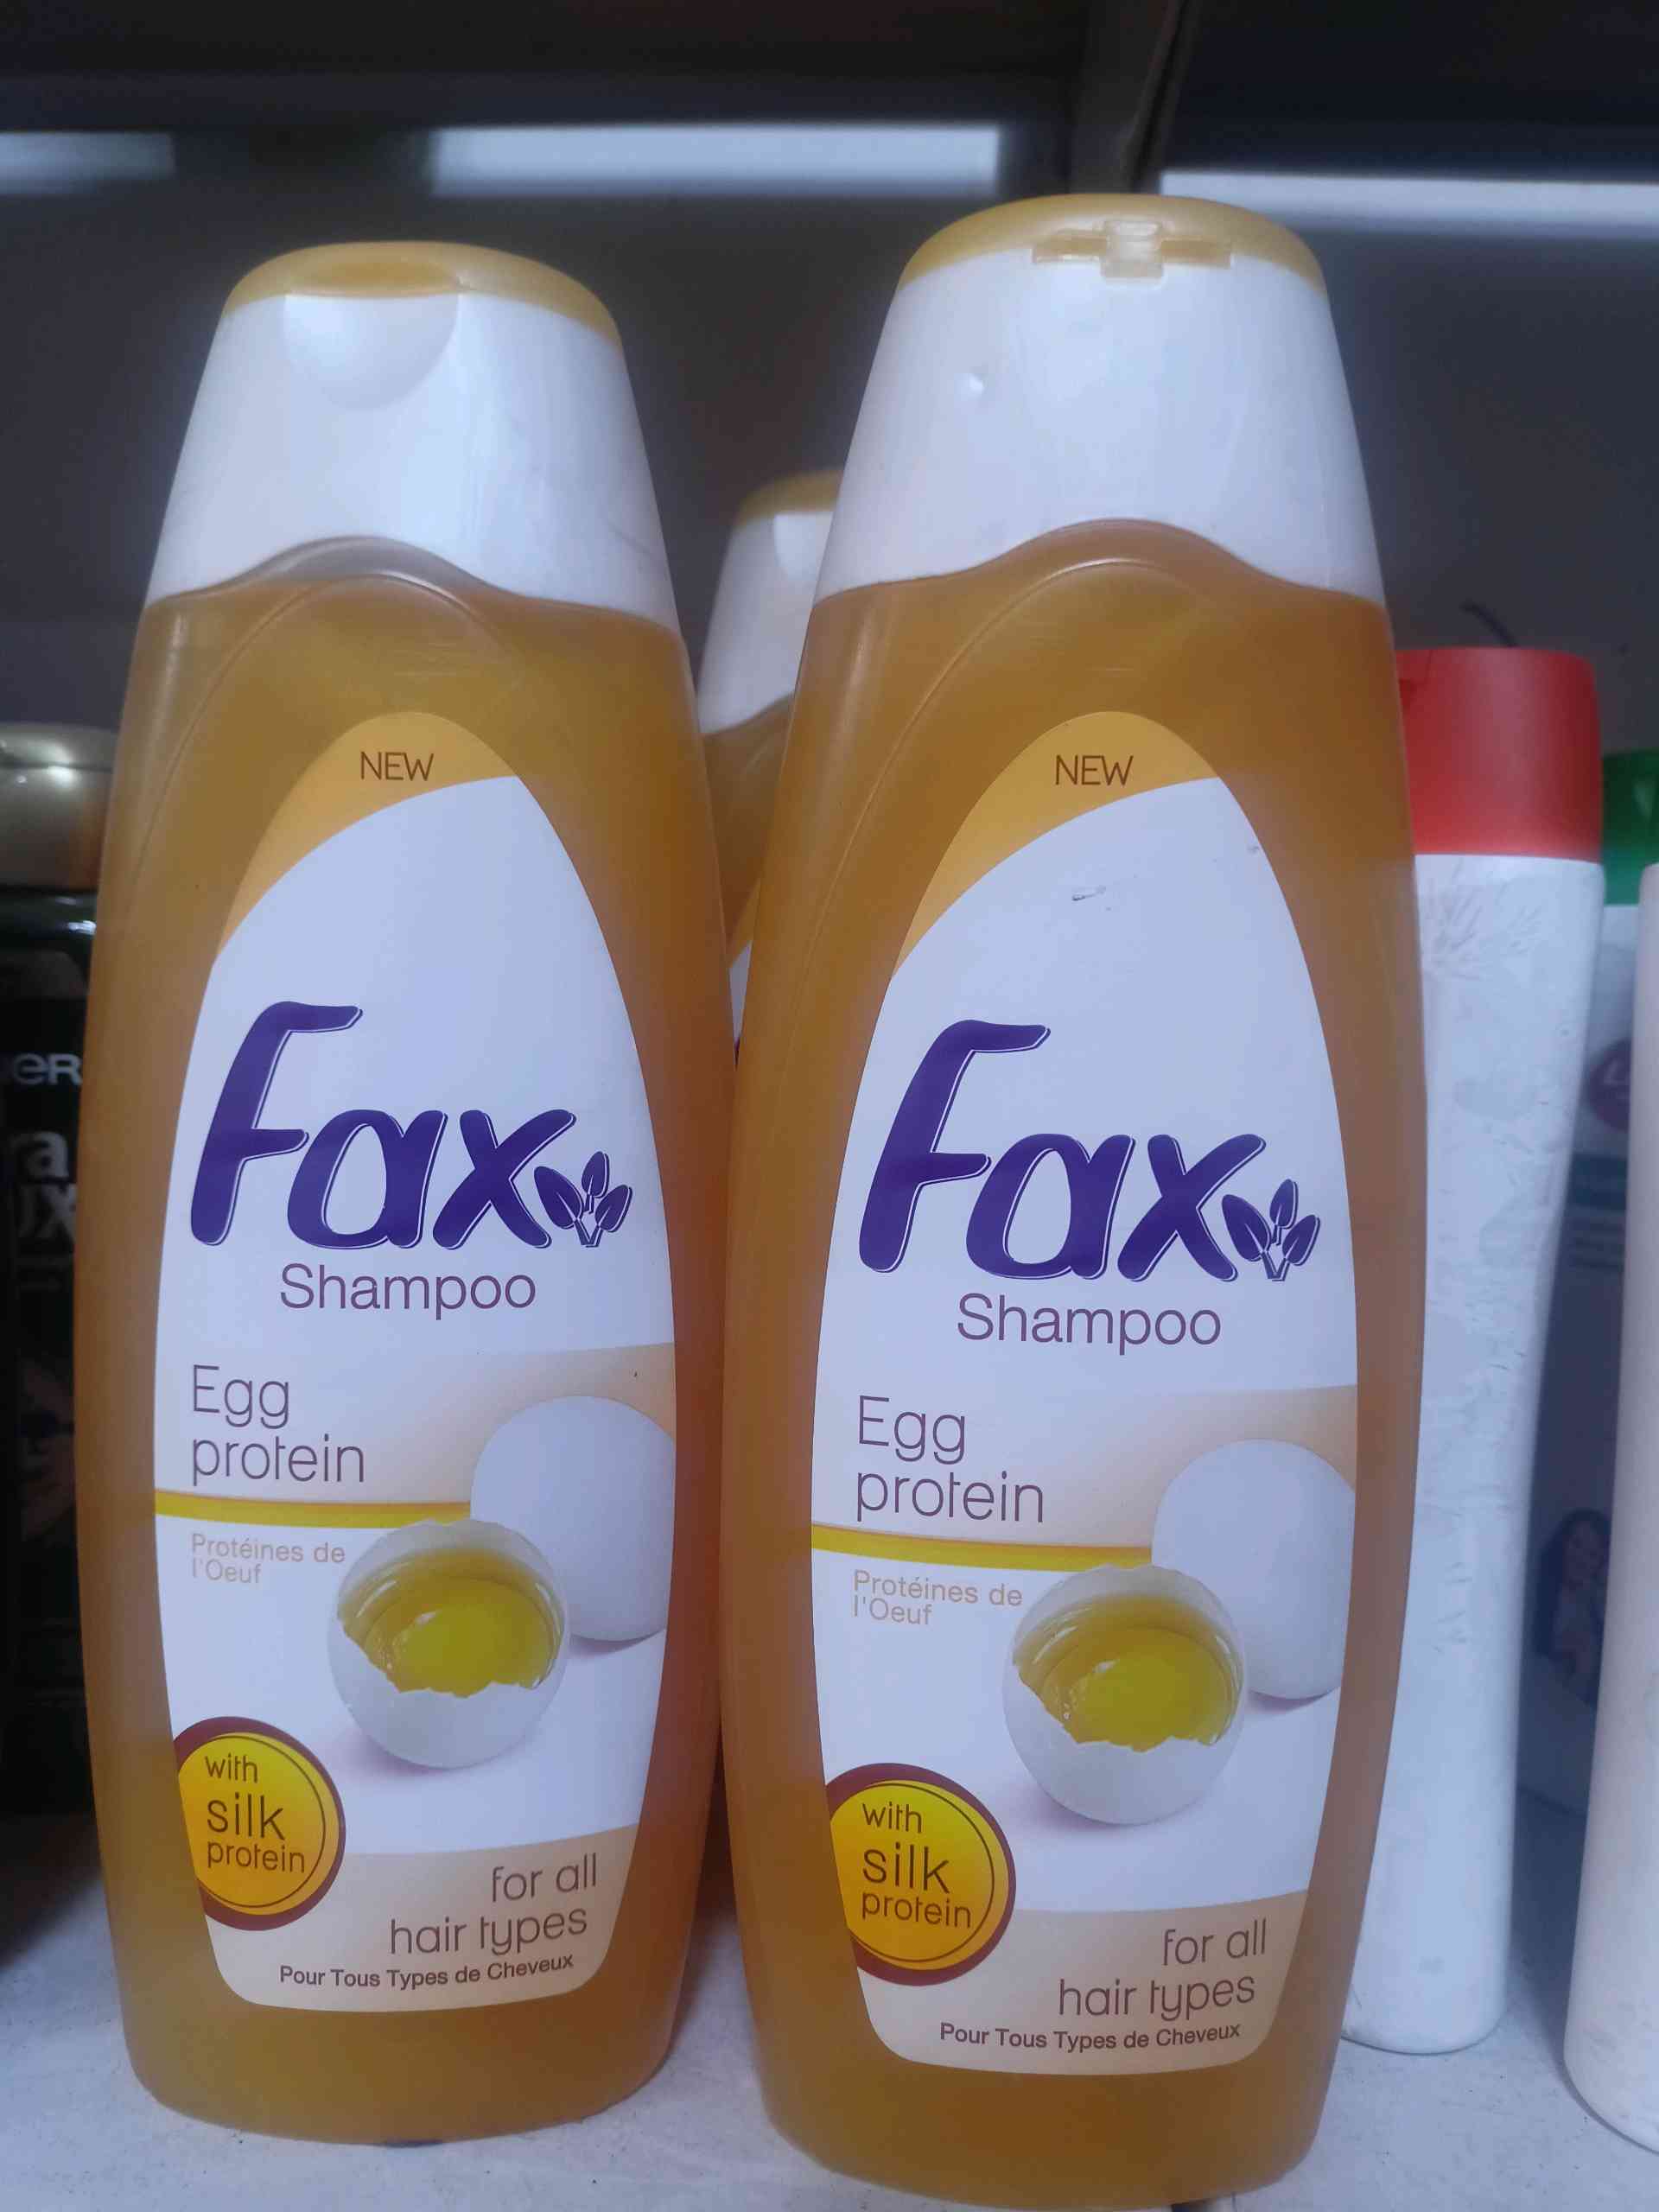 NEW
Fax
Shampoo
Egg
protein
Protéines de
l'Oeuf
with
silk
protein
for all
hair types
Pour Tous Types de Cheveux
NEW
Fax
Shampoo
Egg
protein
Protéines de
l'Oeuf
with
silk
protein
for all
hair types
Pour Tous Types de Cheveux